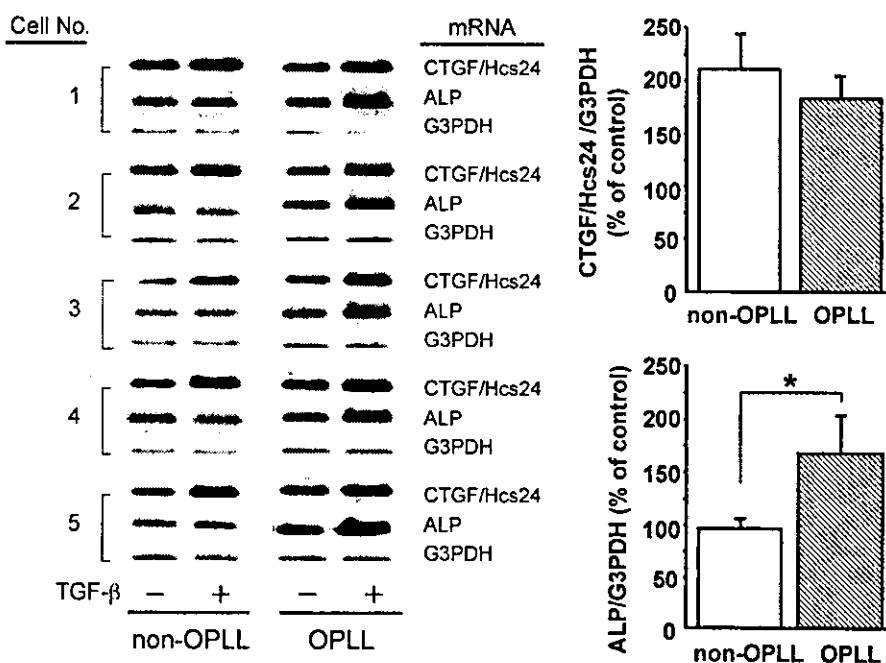 Cell No.
mRNA
1
CTGF/Hcs24
ALP
G3PDH
2
CTGF/Hcs24
ALP
G3PDH
3
CTGF/Hcs24
ALP
G3PDH
4
CTGF/Hcs24
ALP
G3PDH
5
CTGF/Hcs24
ALP
G3PDH
TGF-β − + − +
non-OPLL OPLL
CTGF/Hcs24 /G3PDH
(% of control)
250
200
150
100
50
0
non-OPLL OPLL
ALP/G3PDH (% of control)
250
200
150
100
50
0
*
non-OPLL OPLL